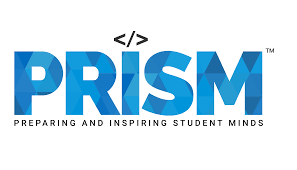 </>
PRISM™
PREPARING AND INSPIRING STUDENT MINDS